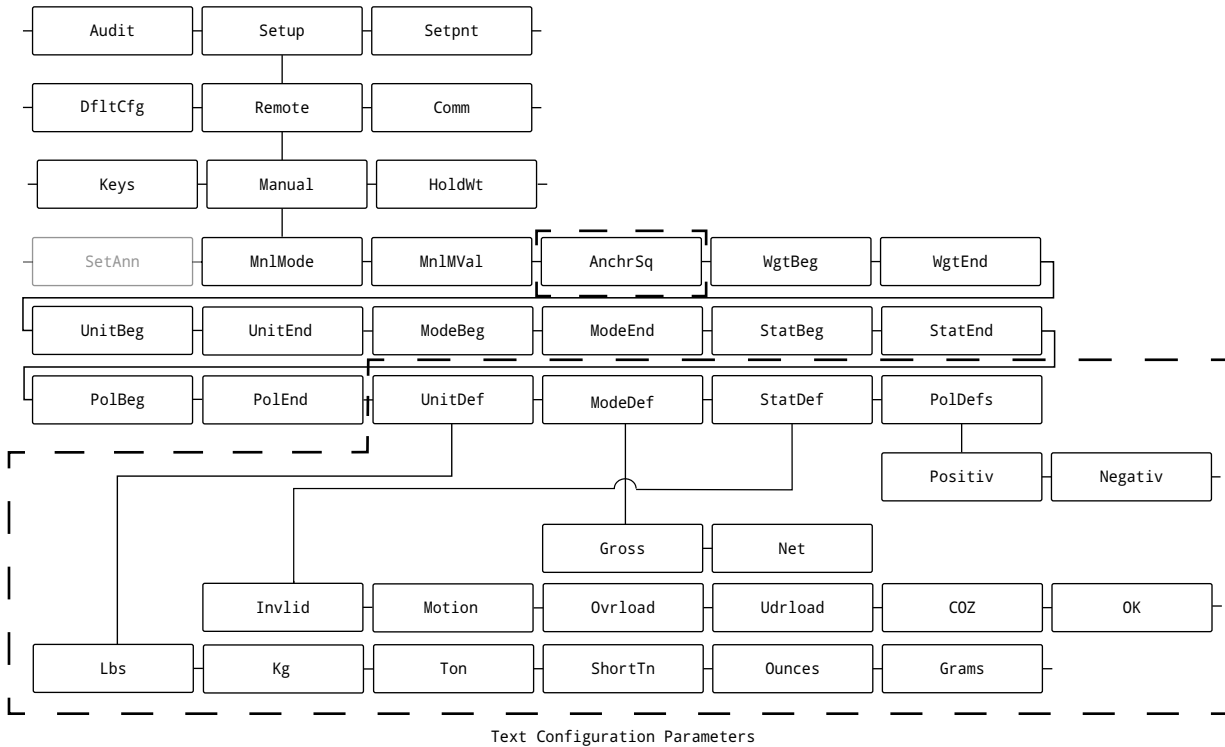 Audit Setup Setpnt
DfltCfg Remote Comm
Keys Manual HoldWt
SetAnn MnlMode MnlMVal AnchrSq WgtBeg WgtEnd
UnitBeg UnitEnd ModeBeg ModeEnd StatBeg StatEnd
PolBeg PolEnd UnitDef ModeDef StatDef PolDefs
Positiv Negativ
Gross Net
Invlid Motion Ovrload Udrload COZ OK
Lbs Kg Ton ShortTn Ounces Grams
Text Configuration Parameters